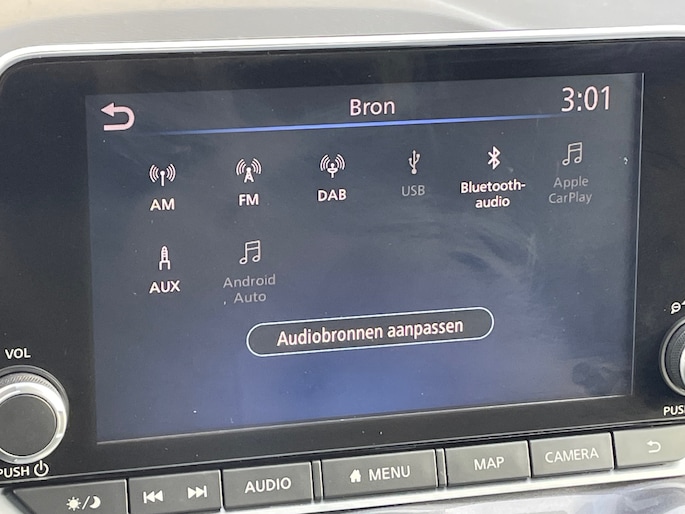 Bron
3:01
AM
FM
DAB
USB
Bluetooth-
audio
Apple
CarPlay
AUX
Android
Auto
Audiobronnen aanpassen
VOL
PUSH
PUSH
AUDIO
MENU
MAP
CAMERA